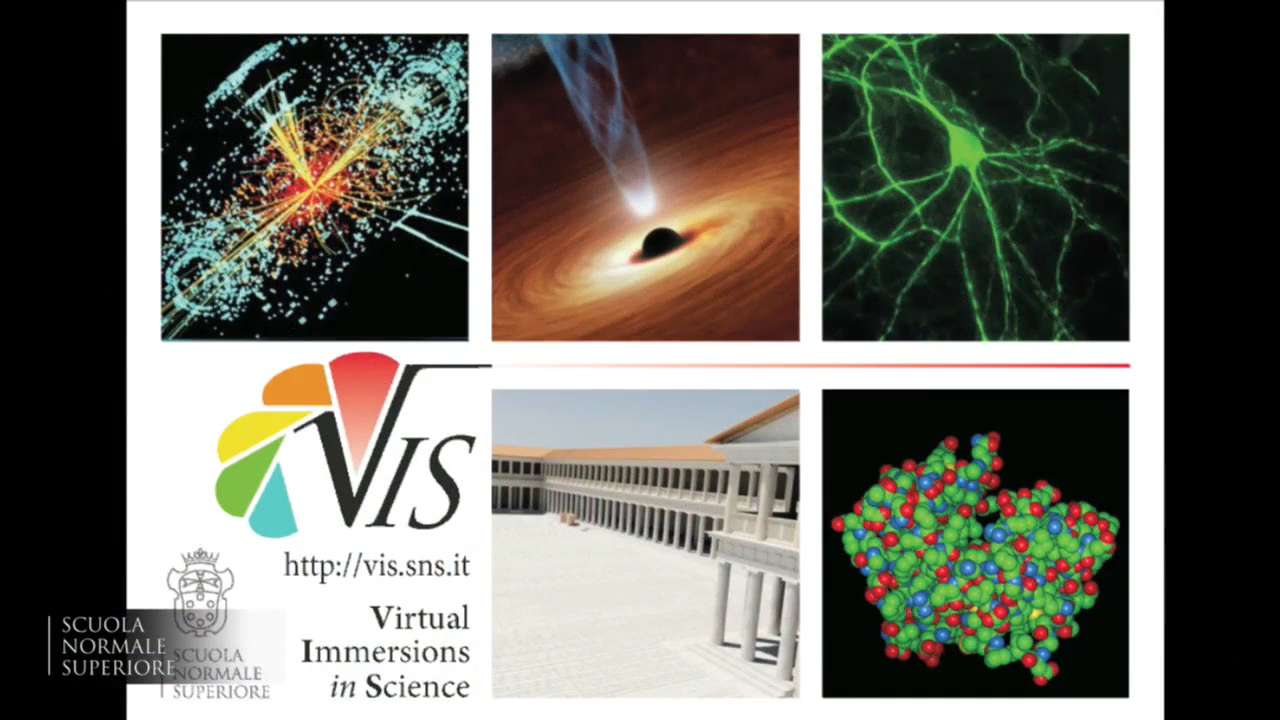 VIS
http://vis.sns.it
Virtual
Immersions
in Science
SCUOLA
NORMALE
SUPERIORE
SCUOLA
NORMALE
SUPERIORE